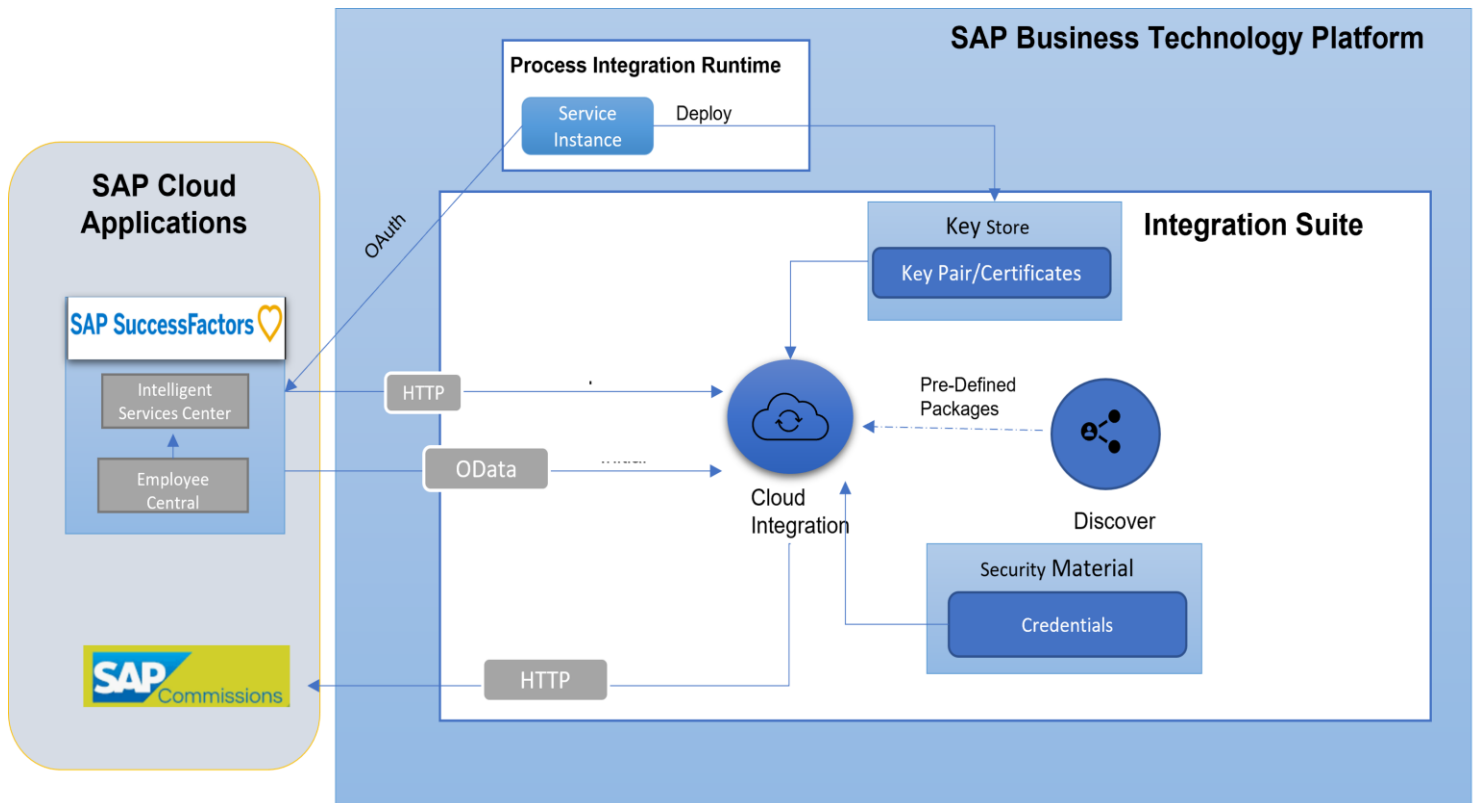 SAP Business Technology Platform
Process Integration Runtime
Service
Instance
Deploy
SAP Cloud
Applications
OAuth
Key Store
Key Pair/Certificates
Integration Suite
SAP SuccessFactors
Intelligent
Services Center
Employee
Central
HTTP
OData
Cloud
Integration
Pre-Defined
Packages
Discover
Security Material
Credentials
HTTP
SAP
Commissions